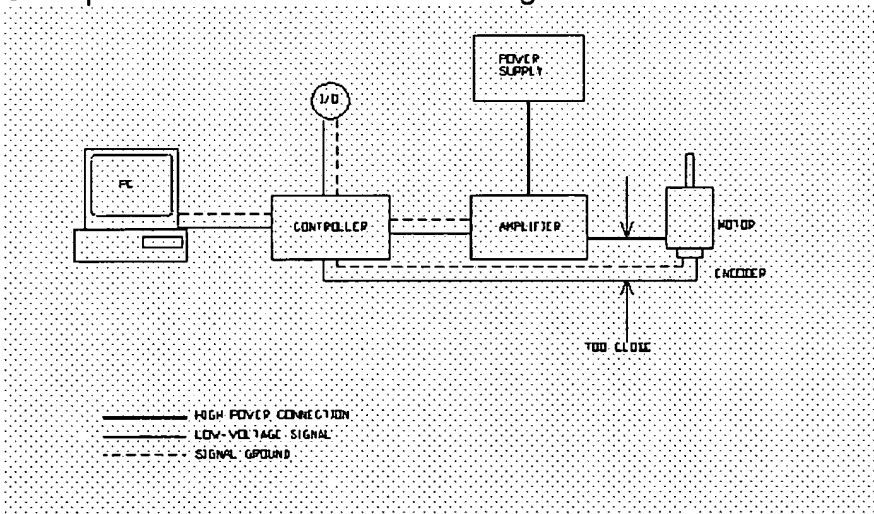 POWER
SUPPLY
I/O
PC
CONTROLLER
AMPLIFIER
MOTOR
ENCODER
TOO CLOSE
HIGH POWER CONNECTION
LOW-VOLTAGE SIGNAL
SIGNAL GROUND